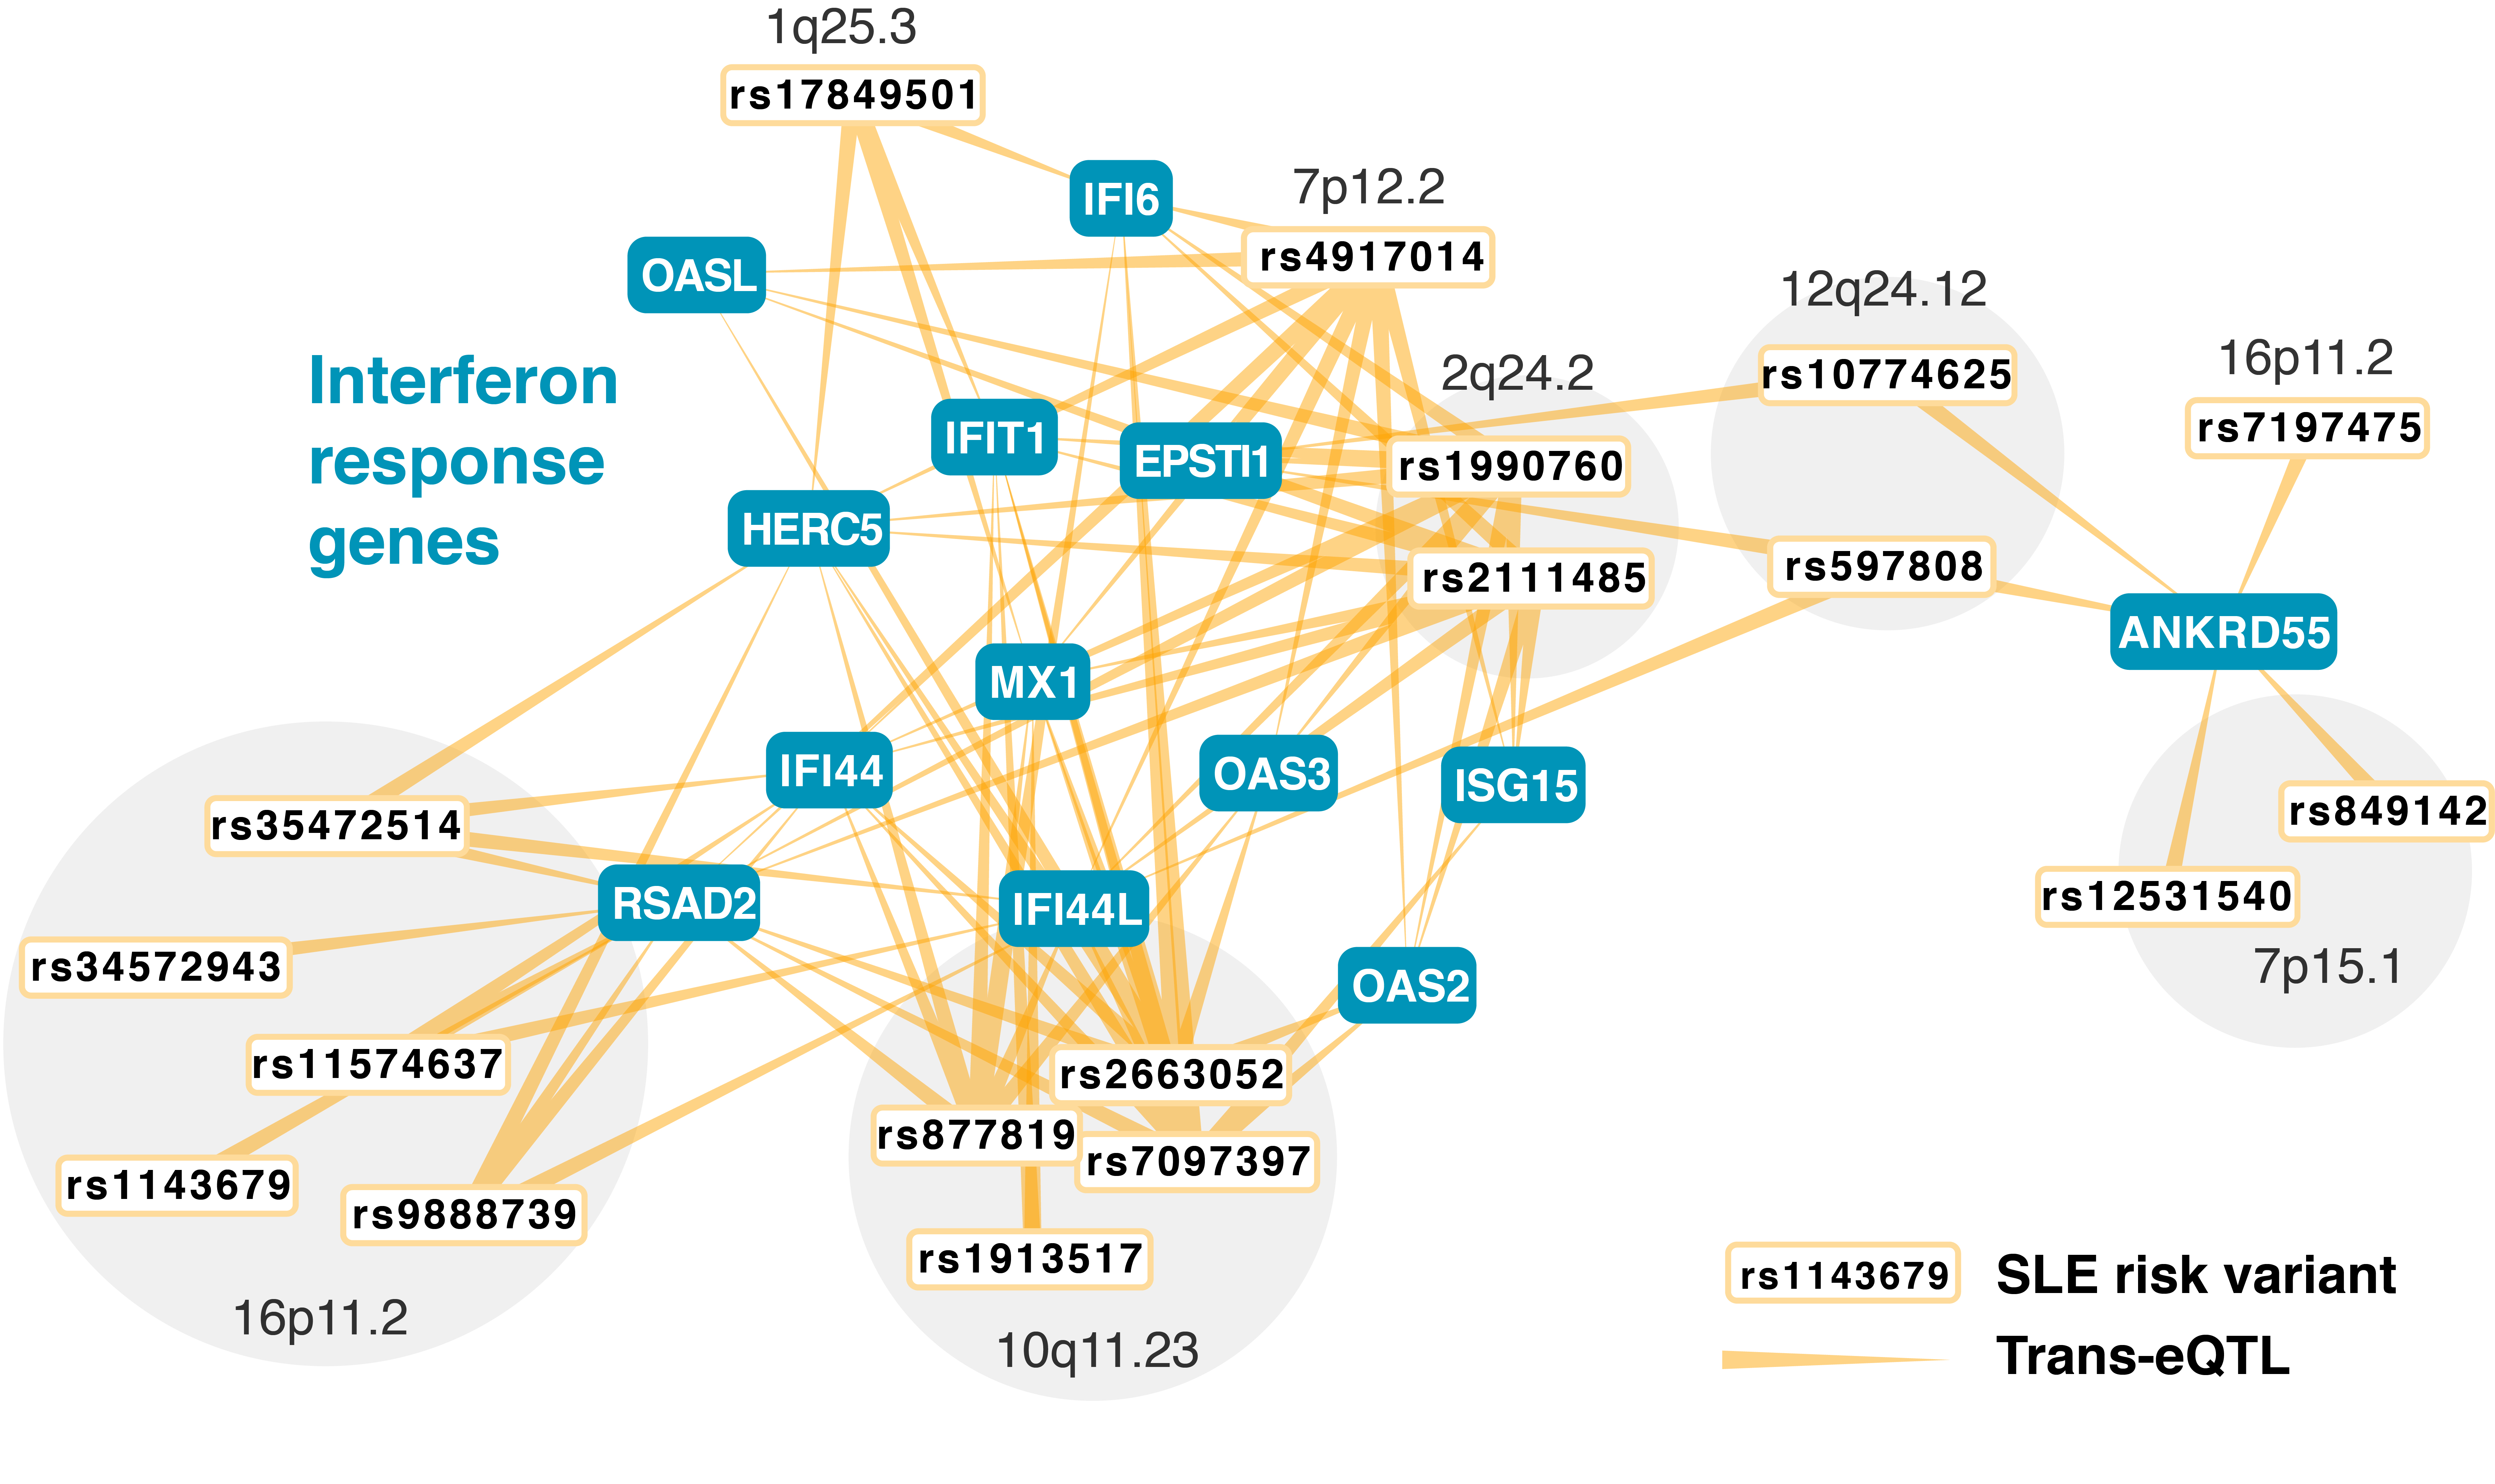 1q25.3
rs17849501
IFI6
7p12.2
rs4917014
OASL
12q24.12
rs10774625
16p11.2
rs7197475
2q24.2
Interferon
response
genes
IFIT1
EPSTI1
rs1990760
HERC5
rs2111485
rs597808
ANKRD55
MX1
IFI44
OAS3
ISG15
rs849142
rs35472514
RSAD2
IFI44L
rs12531540
7p15.1
rs34572943
OAS2
rs11574637
rs2663052
rs877819
rs7097397
rs1143679
rs9888739
rs1913517
16p11.2
10q11.23
rs1143679 SLE risk variant
Trans-eQTL